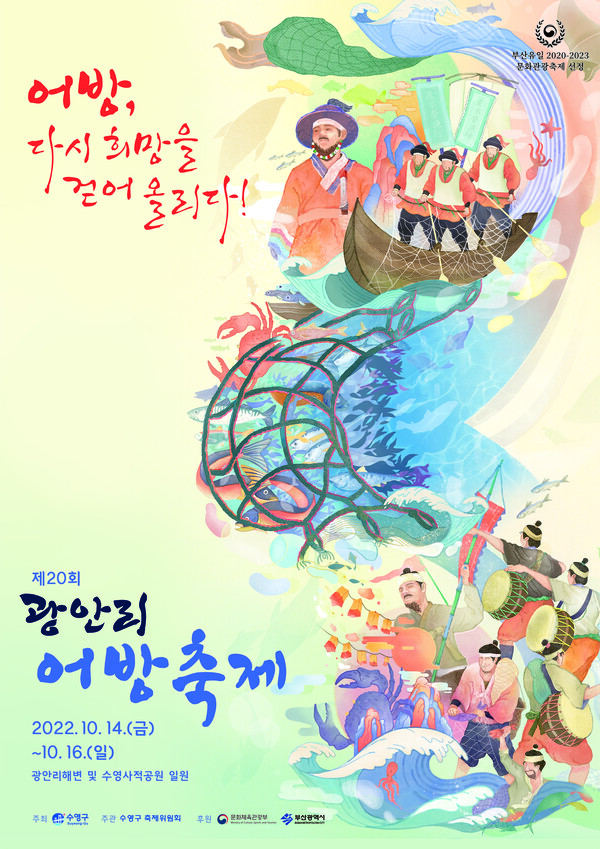 부산유일 2020-2023
문화관광축제 선정
어방,
다시 희망을
걷어 올리다!
제20회
광안리
어방축제
2022.10.14.(금)
~10.16.(일)
광안리해변 및 수영사적공원 일원
주최 수영구 주관 수영구 축제위원회 후원 문화체육관광부 부산광역시